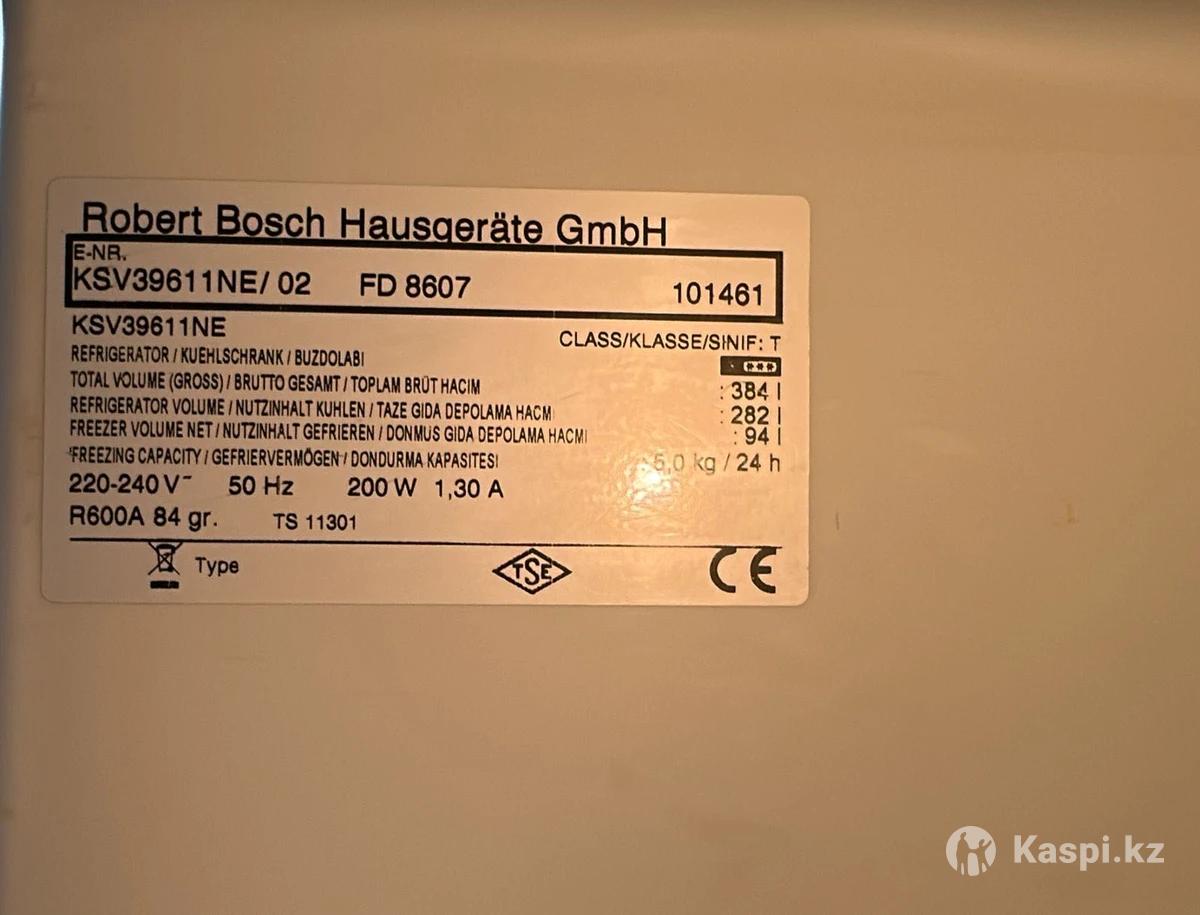 Robert Bosch Hausgeräte GmbH
E-NR.
KSV39611NE/ 02 FD 8607 101461
KSV39611NE
CLASS/KLASSE/SINIF: T
REFRIGERATOR / KUEHLSCHRANK / BUZDOLABI
TOTAL VOLUME (GROSS) / BRUTTO GESAMT / TOPLAM BRÜT HACIM : 384 l
REFRIGERATOR VOLUME / NUTZINHALT KUHLEN / TAZE GIDA DEPOLAMA HACMI : 282 l
FREEZER VOLUME NET / NUTZINHALT GEFRIEREN / DONMUS GIDA DEPOLAMA HACMI : 94 l
*FREEZING CAPACITY / GEFRIERVERMÖGEN / DONDURMA KAPASITESI : 5,0 kg / 24 h
220-240 V~ 50 Hz 200 W 1,30 A
R600A 84 gr. TS 11301
Type TSE CE
Kaspi.kz